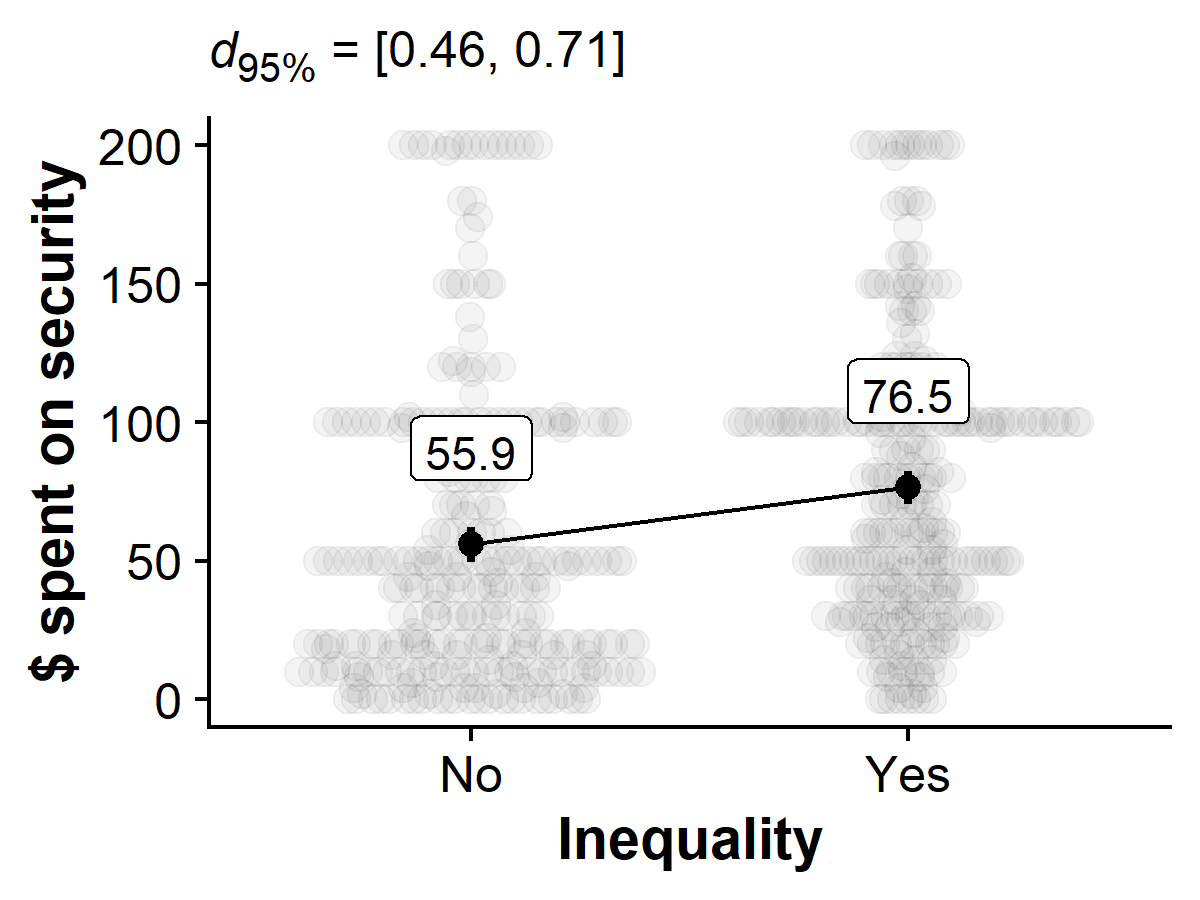 d95% = [0.46, 0.71]
$ spent on security
200
150
100
50
0
55.9
76.5
No
Yes
Inequality